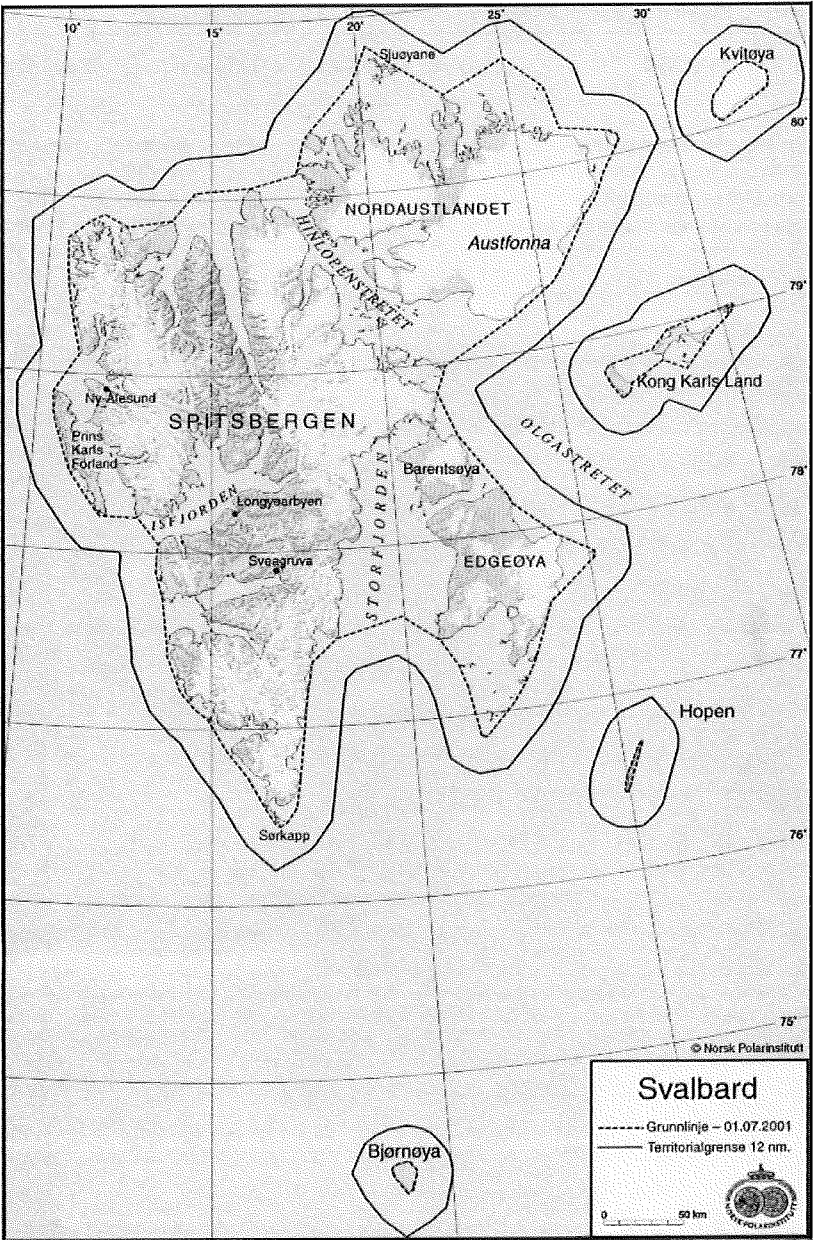 10°
15°
20°
25°
30°
Sjuøyane
Kvitøya
80°
NORDAUSTLANDET
Austfonna
HINLOPENSTRETET
79°
Kong Karls Land
Ny-Ålesund
SPITSBERGEN
OLGASTRETET
Prins
Karls
Forland
Barentsøya
78°
ISFJORDEN
Longyearbyen
STORFJORDEN
Sveagruva
EDGEØYA
77°
Hopen
Sørkapp
76°
75°
© Norsk Polarinstitutt
Svalbard
Grunnlinje – 01.07.2001
Territorialgrense 12 nm.
Bjørnøya
0 50 km
NORSK POLARINSTITUTT